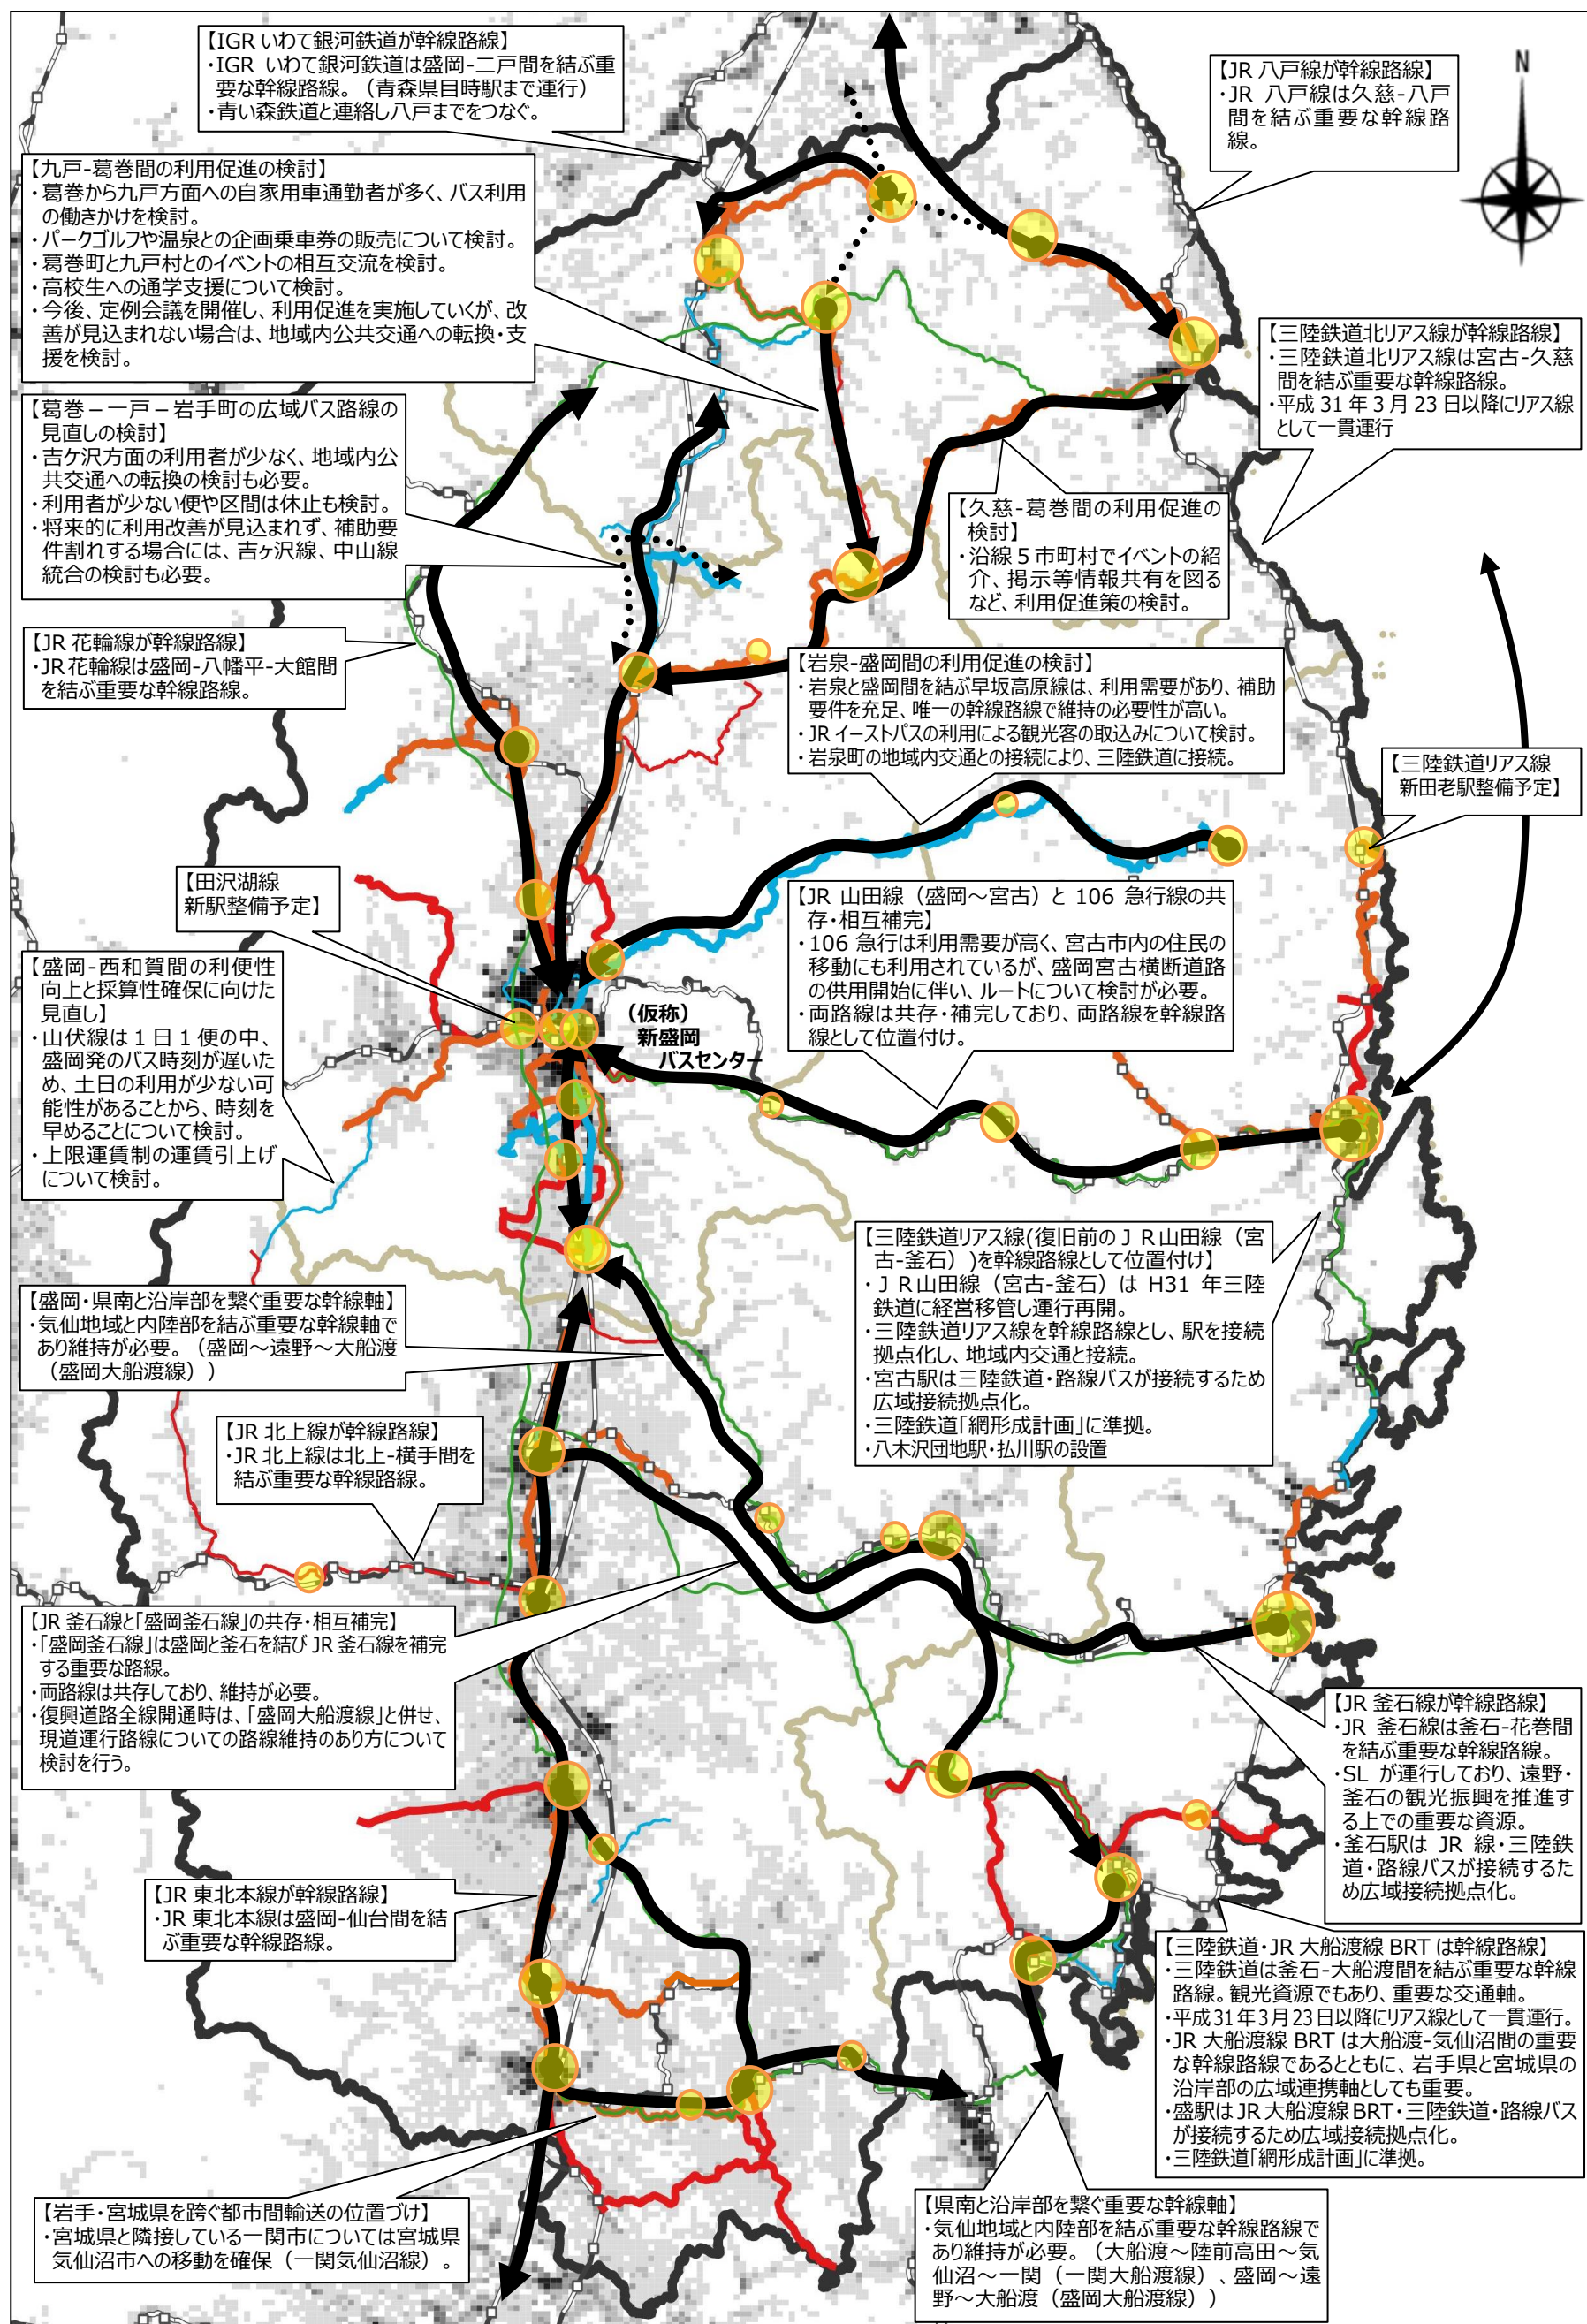 【IGR いわて銀河鉄道が幹線路線】
・IGR いわて銀河鉄道は盛岡-二戸間を結ぶ重
要な幹線路線。（青森県目時駅まで運行）
・青い森鉄道と連絡し八戸までをつなぐ。
【JR 八戸線が幹線路線】
・JR 八戸線は久慈-八戸
間を結ぶ重要な幹線路
線。
N
【九戸-葛巻間の利用促進の検討】
・葛巻から九戸方面への自家用車通勤者が多く、バス利用
の働きかけを検討。
・パークゴルフや温泉との企画乗車券の販売について検討。
・葛巻町と九戸村とのイベントの相互交流を検討。
・高校生への通学支援について検討。
・今後、定例会議を開催し、利用促進を実施していくが、改
善が見込まれない場合は、地域内公共交通への転換・支
援を検討。
【三陸鉄道北リアス線が幹線路線】
・三陸鉄道北リアス線は宮古-久慈
間を結ぶ重要な幹線路線。
・平成 31 年 3 月 23 日以降にリアス線
として一貫運行
【葛巻－一戸－岩手町の広域バス路線の
見直しの検討】
・吉ケ沢方面の利用者が少なく、地域内公
共交通への転換の検討も必要。
・利用者が少ない便や区間は休止も検討。
・将来的に利用改善が見込まれず、補助要
件割れする場合には、吉ヶ沢線、中山線
統合の検討も必要。
【久慈-葛巻間の利用促進の
検討】
・沿線 5 市町村でイベントの紹
介、掲示等情報共有を図る
など、利用促進策の検討。
【JR 花輪線が幹線路線】
・JR 花輪線は盛岡-八幡平-大館間
を結ぶ重要な幹線路線。
【岩泉-盛岡間の利用促進の検討】
・岩泉と盛岡間を結ぶ早坂高原線は、利用需要があり、補助
要件を充足、唯一の幹線路線で維持の必要性が高い。
・JR イーストパスの利用による観光客の取込みについて検討。
・岩泉町の地域内交通との接続により、三陸鉄道に接続。
【三陸鉄道リアス線
新田老駅整備予定】
【田沢湖線
新駅整備予定】
【JR 山田線（盛岡～宮古）と 106 急行線の共
存・相互補完】
・106 急行は利用需要が高く、宮古市内の住民の
移動にも利用されているが、盛岡宮古横断道路
の供用開始に伴い、ルートについて検討が必要。
・両路線は共存・補完しており、両路線を幹線路
線として位置付け。
【盛岡-西和賀間の利便性
向上と採算性確保に向けた
見直し】
・山伏線は 1 日 1 便の中、
盛岡発のバス時刻が遅いた
め、土日の利用が少ない可
能性があることから、時刻を
早めることについて検討。
・上限運賃制の運賃引上げ
について検討。
（仮称）
新盛岡
バスセンター
【三陸鉄道リアス線(復旧前のＪＲ山田線（宮
古-釜石）)を幹線路線として位置付け】
・ＪＲ山田線（宮古-釜石）は H31 年三陸
鉄道に経営移管し運行再開。
・三陸鉄道リアス線を幹線路線とし、駅を接続
拠点化し、地域内交通と接続。
・宮古駅は三陸鉄道・路線バスが接続するため
広域接続拠点化。
・三陸鉄道「網形成計画」に準拠。
・八木沢団地駅・払川駅の設置
【盛岡・県南と沿岸部を繋ぐ重要な幹線軸】
・気仙地域と内陸部を結ぶ重要な幹線軸で
あり維持が必要。（盛岡～遠野～大船渡
（盛岡大船渡線））
【JR 北上線が幹線路線】
・JR 北上線は北上-横手間を
結ぶ重要な幹線路線。
【JR 釜石線と「盛岡釜石線」の共存・相互補完】
・「盛岡釜石線」は盛岡と釜石を結び JR 釜石線を補完
する重要な路線。
・両路線は共存しており、維持が必要。
・復興道路全線開通時は、「盛岡大船渡線」と併せ、
現道運行路線についての路線維持のあり方について
検討を行う。
【JR 釜石線が幹線路線】
・JR 釜石線は釜石-花巻間
を結ぶ重要な幹線路線。
・SL が運行しており、遠野・
釜石の観光振興を推進す
る上での重要な資源。
・釜石駅は JR 線・三陸鉄
道・路線バスが接続するた
め広域接続拠点化。
【JR 東北本線が幹線路線】
・JR 東北本線は盛岡-仙台間を結
ぶ重要な幹線路線。
【三陸鉄道・JR 大船渡線 BRT は幹線路線】
・三陸鉄道は釜石-大船渡間を結ぶ重要な幹線
路線。観光資源でもあり、重要な交通軸。
・平成 31 年 3 月 23 日以降にリアス線として一貫運行。
・JR 大船渡線 BRT は大船渡-気仙沼間の重要
な幹線路線であるとともに、岩手県と宮城県の
沿岸部の広域連携軸としても重要。
・盛駅は JR 大船渡線 BRT・三陸鉄道・路線バス
が接続するため広域接続拠点化。
・三陸鉄道「網形成計画」に準拠。
【岩手・宮城県を跨ぐ都市間輸送の位置づけ】
・宮城県と隣接している一関市については宮城県
気仙沼市への移動を確保（一関気仙沼線）。
【県南と沿岸部を繋ぐ重要な幹線軸】
・気仙地域と内陸部を結ぶ重要な幹線路線で
あり維持が必要。（大船渡～陸前高田～気
仙沼～一関（一関大船渡線）、盛岡～遠
野～大船渡（盛岡大船渡線））